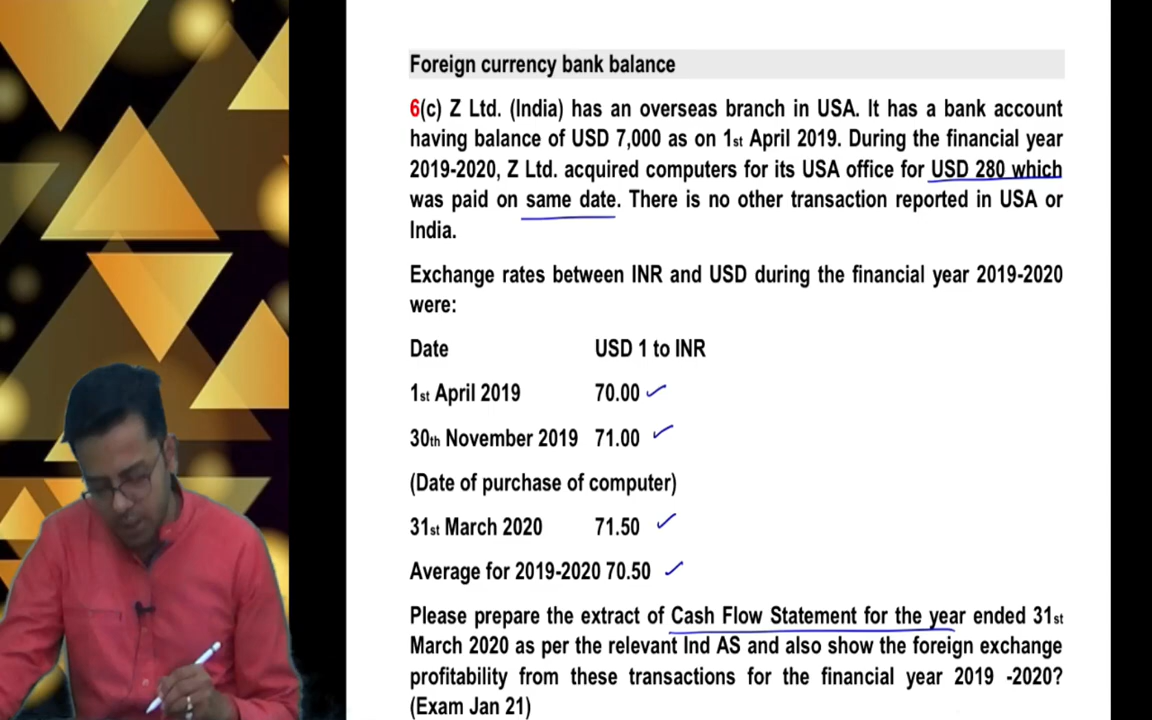 Foreign currency bank balance
6(c) Z Ltd. (India) has an overseas branch in USA. It has a bank account
having balance of USD 7,000 as on 1st April 2019. During the financial year
2019-2020, Z Ltd. acquired computers for its USA office for USD 280 which
was paid on same date. There is no other transaction reported in USA or
India.
Exchange rates between INR and USD during the financial year 2019-2020
were:
Date USD 1 to INR
1st April 2019 70.00
30th November 2019 71.00
(Date of purchase of computer)
31st March 2020 71.50
Average for 2019-2020 70.50
Please prepare the extract of Cash Flow Statement for the year ended 31st
March 2020 as per the relevant Ind AS and also show the foreign exchange
profitability from these transactions for the financial year 2019 -2020?
(Exam Jan 21)